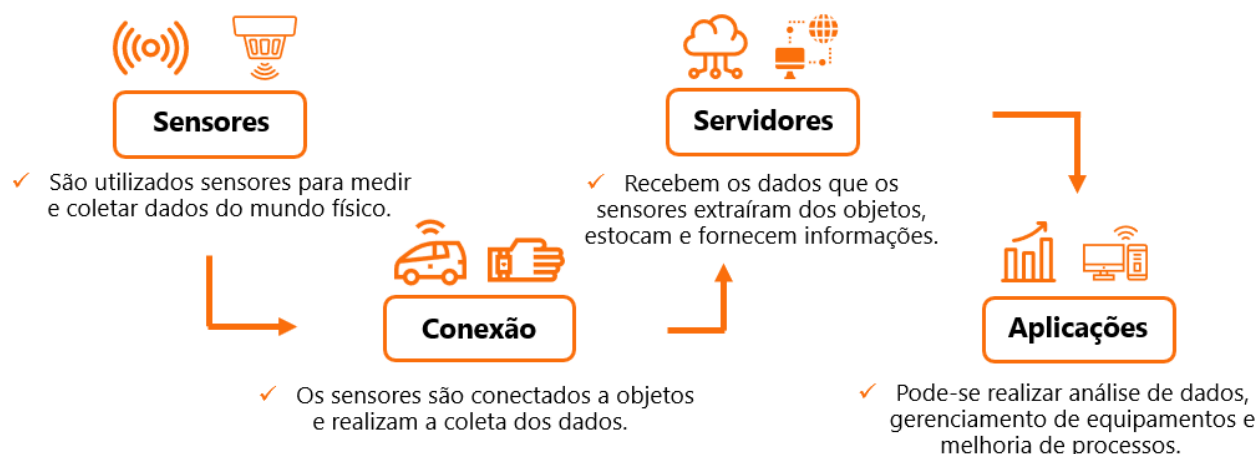 Sensores
✓ São utilizados sensores para medir
e coletar dados do mundo físico.
Conexão
✓ Os sensores são conectados a objetos
e realizam a coleta dos dados.
Servidores
✓ Recebem os dados que os
sensores extraíram dos objetos,
estocam e fornecem informações.
Aplicações
✓ Pode-se realizar análise de dados,
gerenciamento de equipamentos e
melhoria de processos.